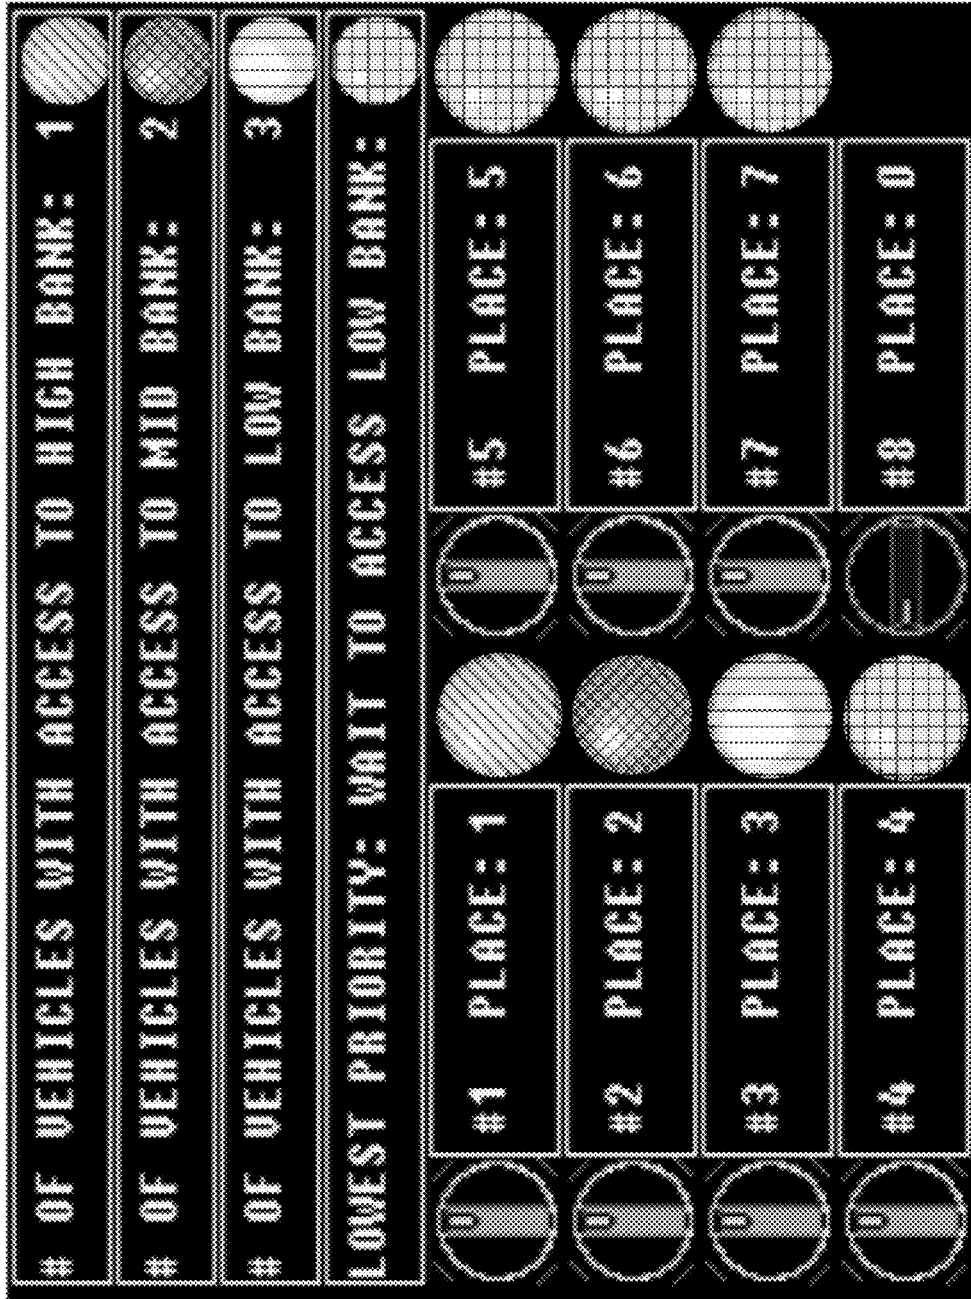 # OF VEHICLES WITH ACCESS TO HIGH BANK: 1
# OF VEHICLES WITH ACCESS TO MID BANK: 2
# OF VEHICLES WITH ACCESS TO LOW BANK: 3
LOWEST PRIORITY: WAIT TO ACCESS LOW BANK:
#1 PLACE: 1 #5 PLACE: 5
#2 PLACE: 2 #6 PLACE: 6
#3 PLACE: 3 #7 PLACE: 7
#4 PLACE: 4 #8 PLACE: 0